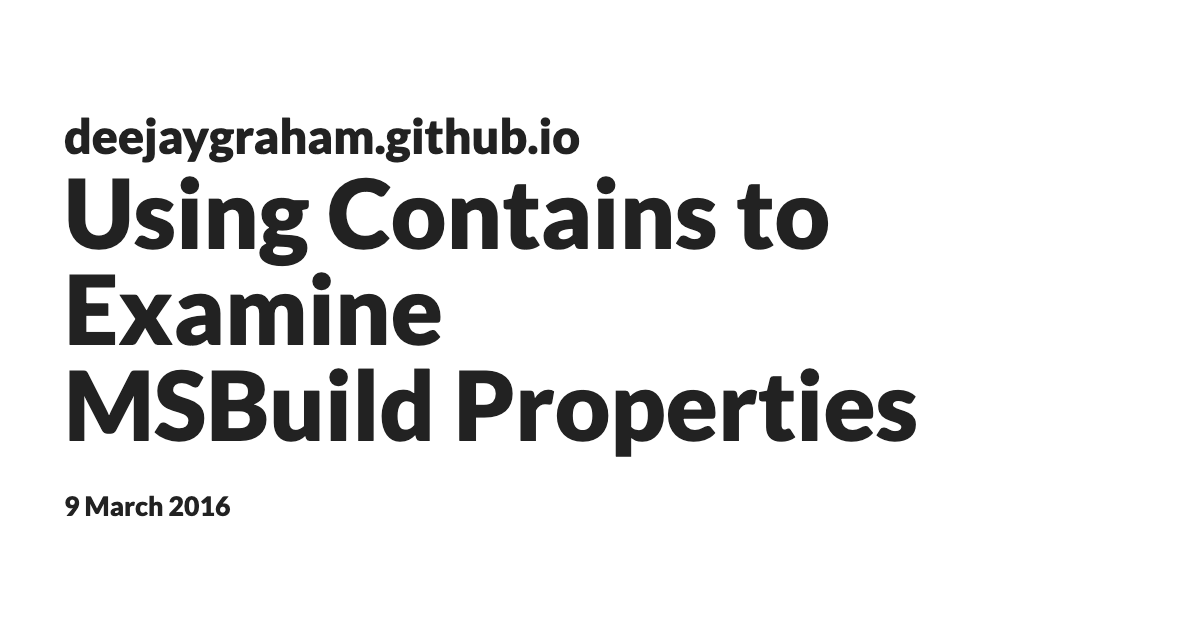 deejaygraham.github.io
Using Contains to
Examine
MSBuild Properties
9 March 2016